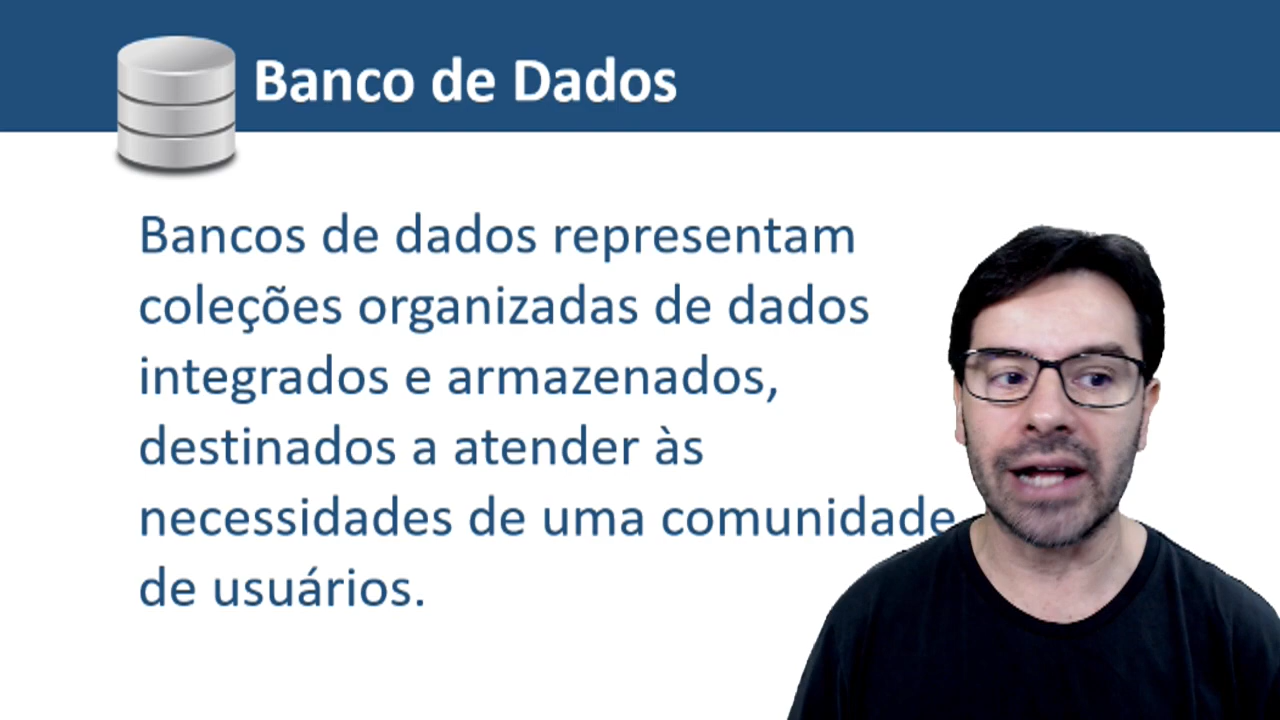 Banco de Dados
Bancos de dados representam
coleções organizadas de dados
integrados e armazenados,
destinados a atender às
necessidades de uma comunidade
de usuários.